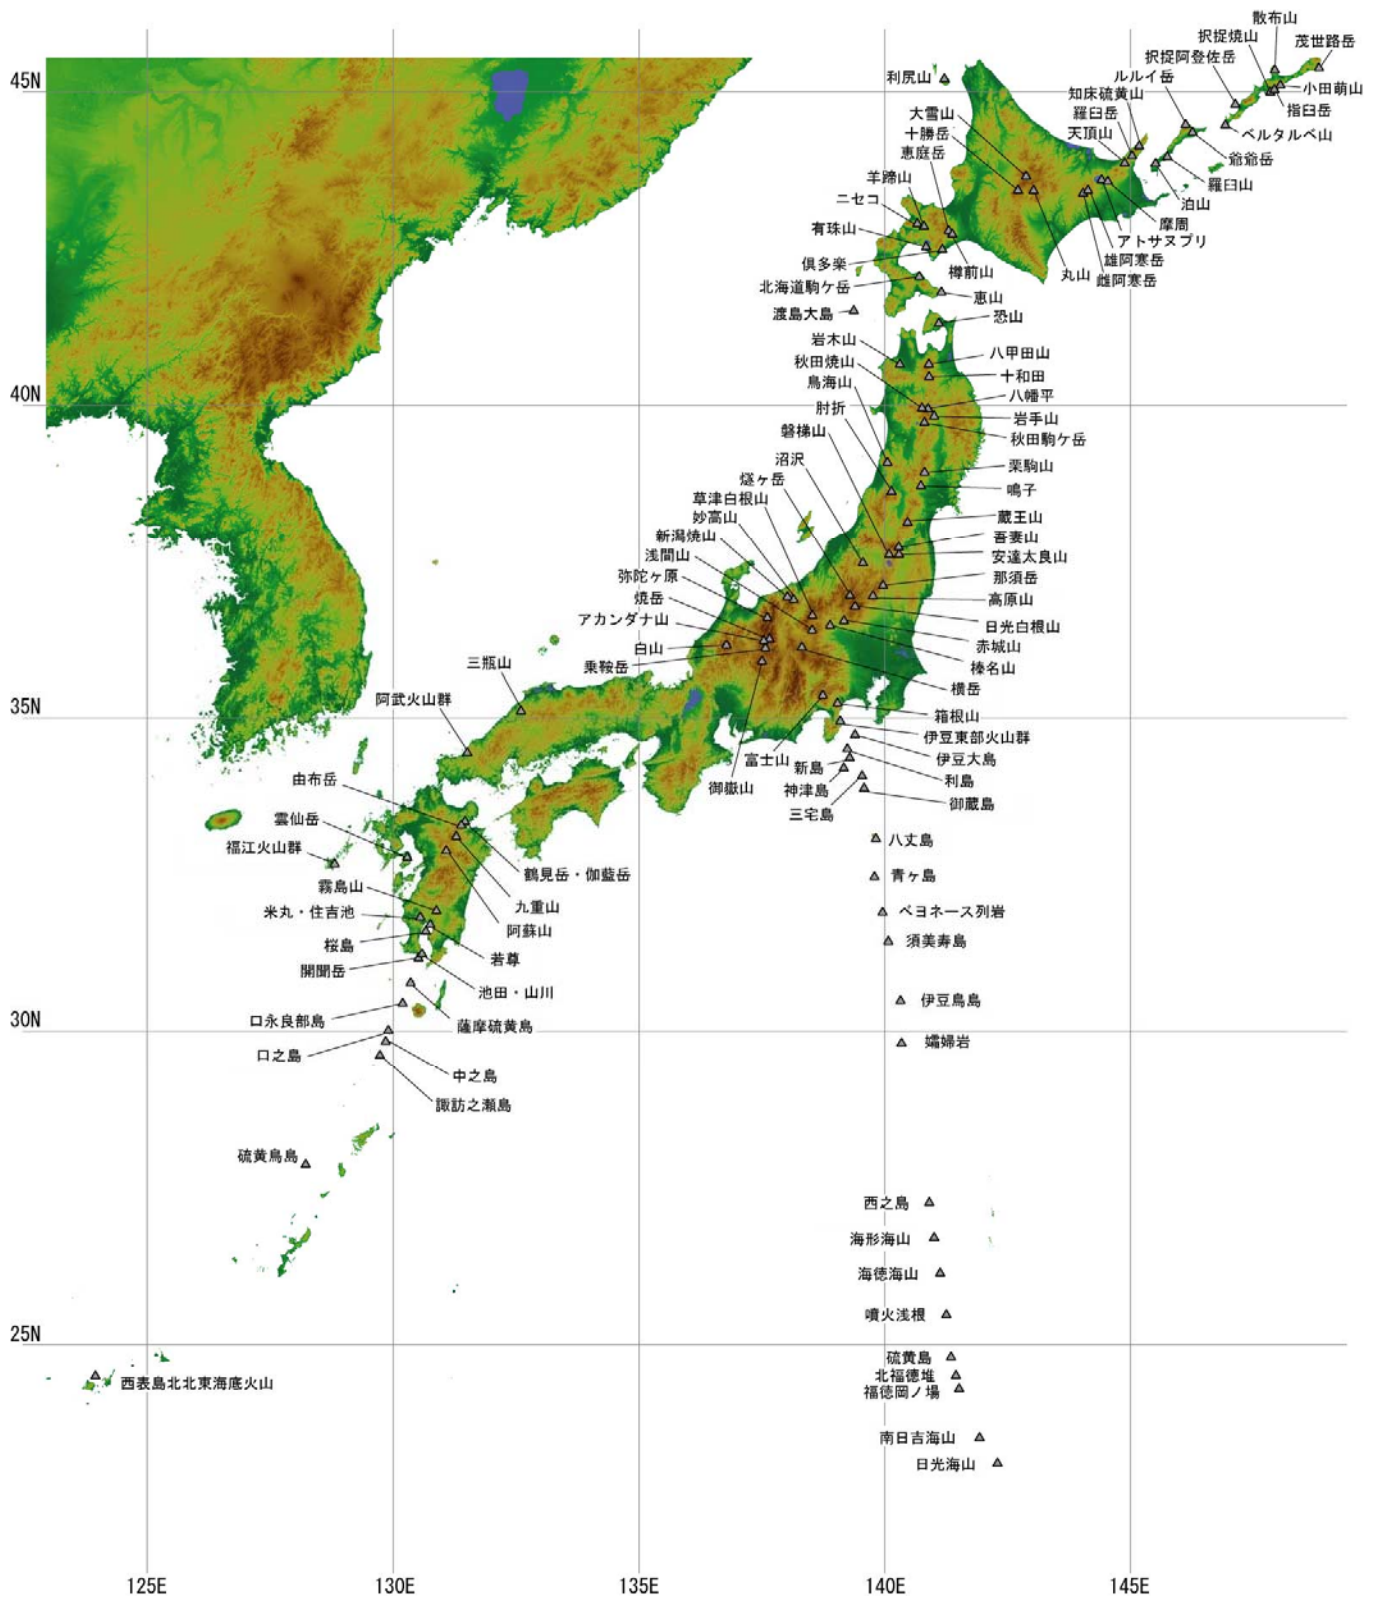 散布山
択捉焼山
茂世路岳
択捉阿登佐岳
ルルイ岳
利尻山
45N
小田萌山
知床硫黄山
指臼岳
大雪山
羅臼岳
十勝岳
天頂山
ベルタルベ山
恵庭岳
爺爺岳
羊蹄山
羅臼山
ニセコ
泊山
有珠山
摩周
アトサヌプリ
倶多楽
雄阿寒岳
樽前山
丸山
雌阿寒岳
北海道駒ケ岳
恵山
渡島大島
恐山
岩木山
八甲田山
秋田焼山
十和田
鳥海山
40N
八幡平
肘折
岩手山
磐梯山
秋田駒ケ岳
沼沢
栗駒山
燧ヶ岳
鳴子
草津白根山
妙高山
蔵王山
新潟焼山
吾妻山
浅間山
安達太良山
弥陀ヶ原
那須岳
焼岳
高原山
アカンダナ山
日光白根山
白山
赤城山
乗鞍岳
榛名山
三瓶山
横岳
阿武火山群
35N
箱根山
伊豆東部火山群
富士山
伊豆大島
新島
利島
由布岳
御嶽山
神津島
御蔵島
三宅島
雲仙岳
八丈島
福江火山群
鶴見岳・伽藍岳
青ヶ島
霧島山
九重山
米丸・住吉池
ベヨネース列岩
阿蘇山
桜島
須美寿島
若尊
開聞岳
池田・山川
伊豆鳥島
30N
口永良部島
薩摩硫黄島
孀婦岩
口之島
中之島
諏訪之瀬島
硫黄鳥島
西之島
海形海山
海徳海山
噴火浅根
25N
硫黄島
北福徳堆
西表島北北東海底火山
福徳岡ノ場
南日吉海山
日光海山
125E
130E
135E
140E
145E